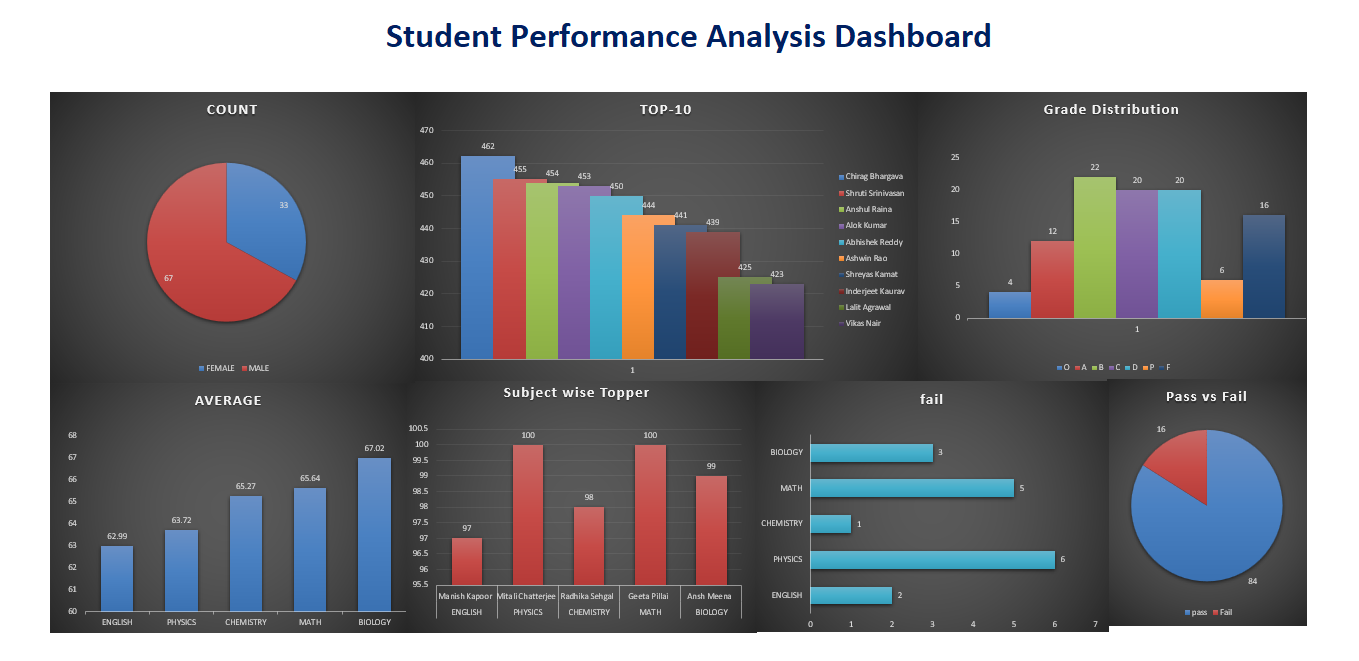 Student Performance Analysis Dashboard
COUNT
33
67
FEMALE MALE
TOP-10
470
460
450
440
430
420
410
400
462
455
454
453
450
444
441
439
425
423
1
Chirag Bhargava
Shruti Srinivasan
Anshul Raina
Alok Kumar
Abhishek Reddy
Ashwin Rao
Shreyas Kamat
Inderjeet Kaurav
Lalit Agrawal
Vikas Nair
Grade Distribution
25
20
15
10
5
0
4
12
22
20
20
6
16
1
O A B C D P F
AVERAGE
68
67
66
65
64
63
62
61
60
62.99
63.72
65.27
65.64
67.02
ENGLISH PHYSICS CHEMISTRY MATH BIOLOGY
Subject wise Topper
100.5
100
99.5
99
98.5
98
97.5
97
96.5
96
95.5
97
100
98
100
99
Manish Kapoor Mitali Chatterjee Radhika Sehgal Geeta Pillai Ansh Meena
ENGLISH PHYSICS CHEMISTRY MATH BIOLOGY
fail
BIOLOGY 3
MATH 5
CHEMISTRY 1
PHYSICS 6
ENGLISH 2
0 1 2 3 4 5 6 7
Pass vs Fail
16
84
pass Fail